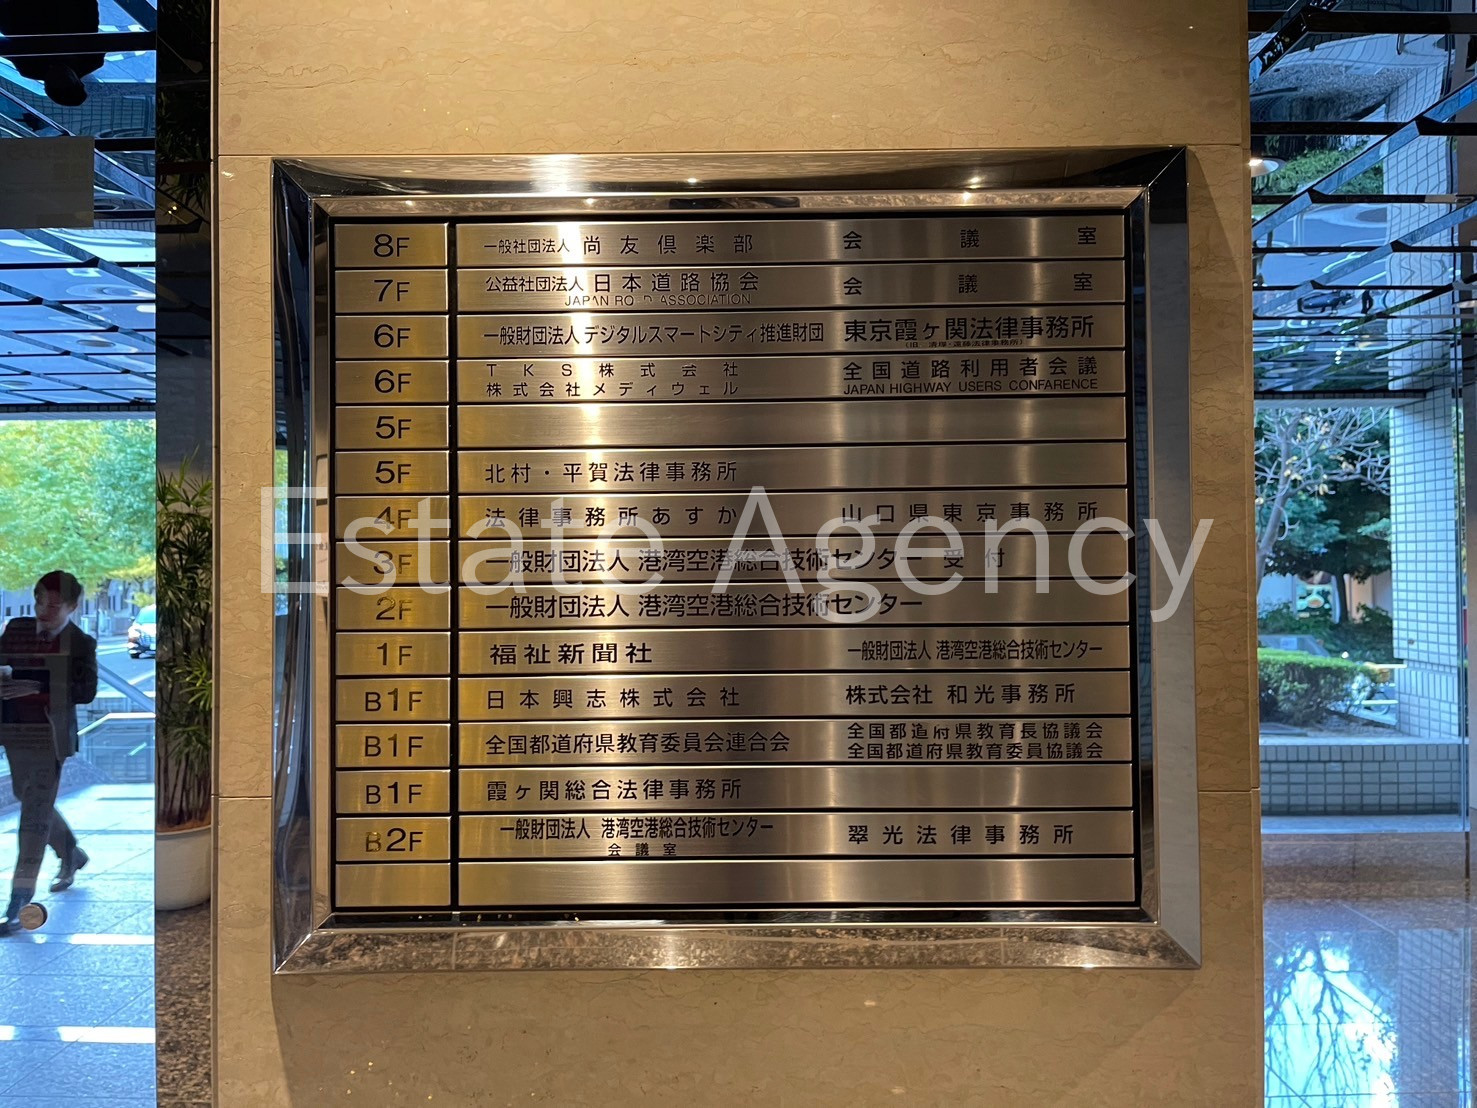 8F 一般社団法人 尚友倶楽部 会議室
7F 公益社団法人 日本道路協会 会議室
JAPAN RO D ASSOCIATION
6F 一般財団法人 デジタルスマートシティ推進財団 東京霞ヶ関法律事務所
6F TKS株式会社 全国道路利用者会議
株式会社メディウェル JAPAN HIGHWAY USERS CONFARENCE
5F
5F 北村・平賀法律事務所
4F 法律事務所あすか 山口県東京事務所
3F 一般財団法人 港湾空港総合技術センター 受付
Estate Agency
2F 一般財団法人 港湾空港総合技術センター
1F 福祉新聞社 一般財団法人 港湾空港総合技術センター
B1F 日本興志株式会社 株式会社 和光事務所
B1F 全国都道府県教育委員会連合会 全国都道府県教育長協議会
全国都道府県教育委員協議会
B1F 霞ヶ関総合法律事務所
B2F 一般財団法人 港湾空港総合技術センター 翠光法律事務所
会議室